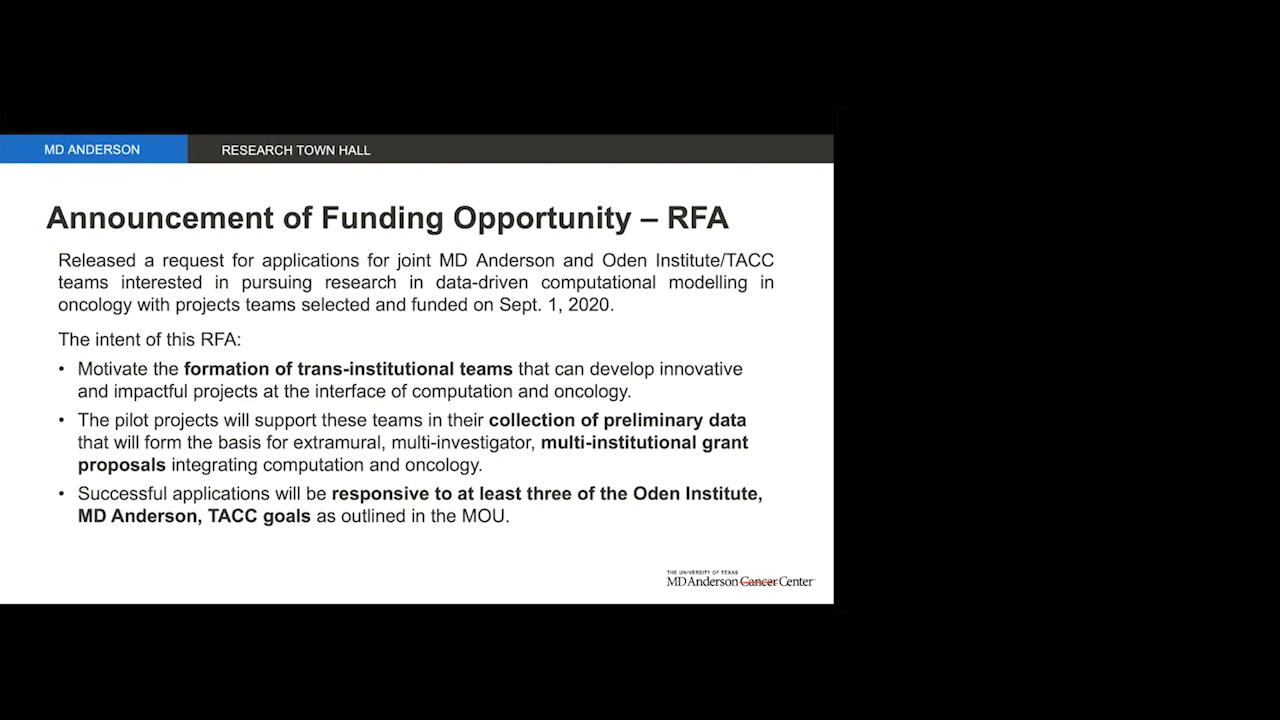 MD ANDERSON
RESEARCH TOWN HALL
Announcement of Funding Opportunity – RFA
Released a request for applications for joint MD Anderson and Oden Institute/TACC
teams interested in pursuing research in data-driven computational modelling in
oncology with projects teams selected and funded on Sept. 1, 2020.
The intent of this RFA:
• Motivate the formation of trans-institutional teams that can develop innovative
and impactful projects at the interface of computation and oncology.
• The pilot projects will support these teams in their collection of preliminary data
that will form the basis for extramural, multi-investigator, multi-institutional grant
proposals integrating computation and oncology.
• Successful applications will be responsive to at least three of the Oden Institute,
MD Anderson, TACC goals as outlined in the MOU.
THE UNIVERSITY OF TEXAS
MD Anderson Cancer Center